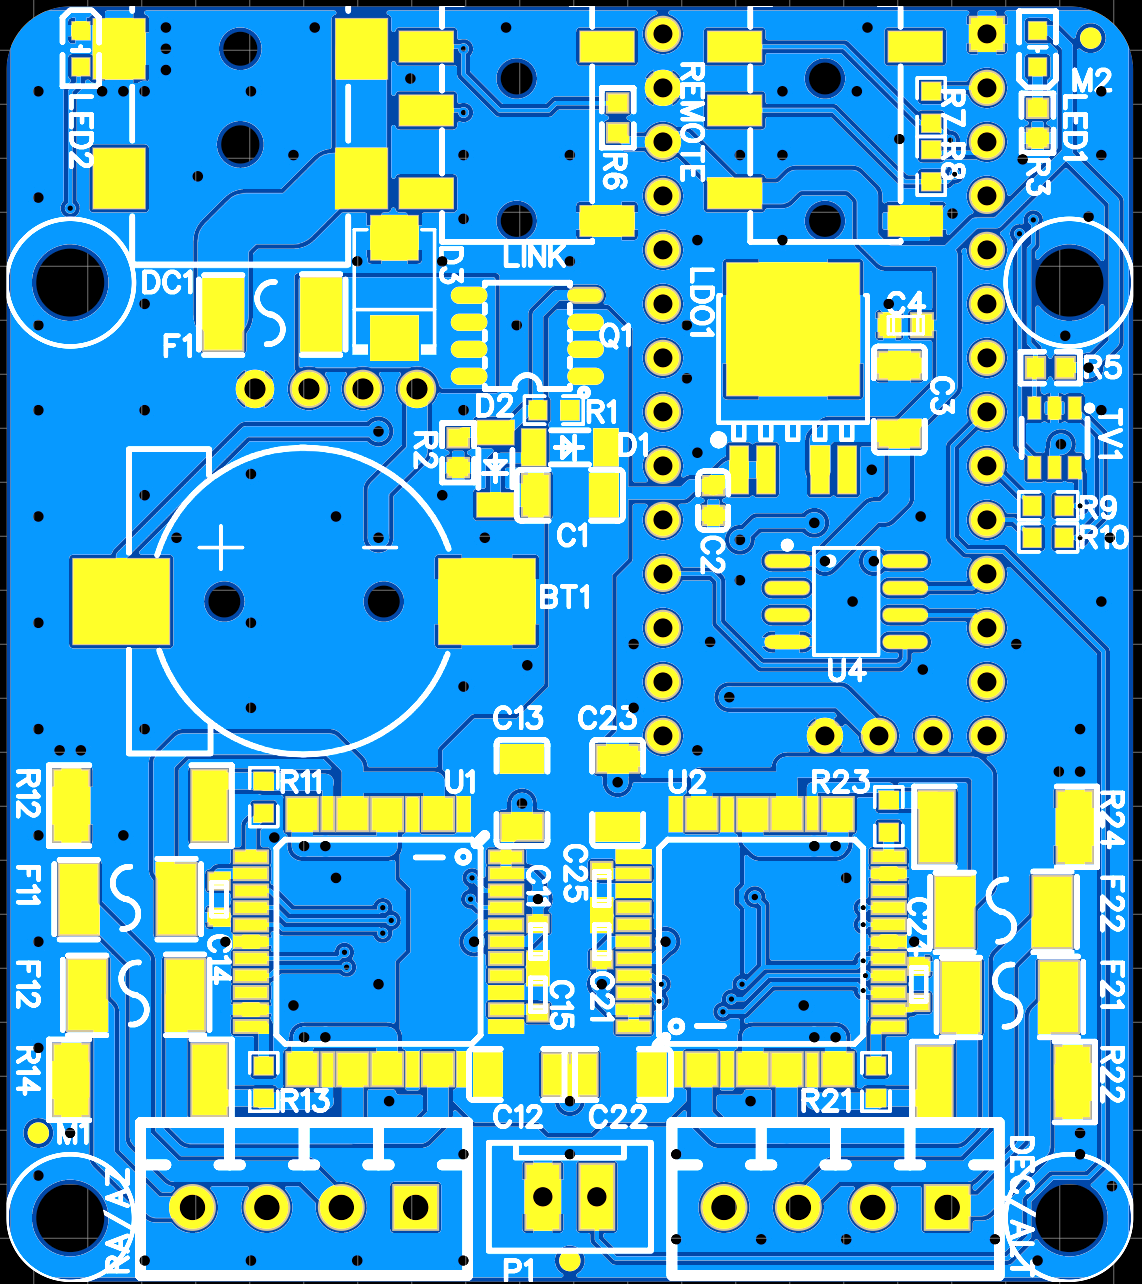 LED2
R6
REMOTE
R7
R8
M2
LED1
R3
LINK
DC1
D3
LDO1
F1
Q1
C4
R5
C3
D2
R1
R2
D1
TV1
C1
C2
R9
R10
+
−
BT1
U4
C13
C23
R12
R11
U1
U2
R23
R24
F11
C25
F22
C14
F12
C15
C21
F21
R14
R13
R21
R22
M1
C12
C22
RA/AZ
P1
DEC/ALT